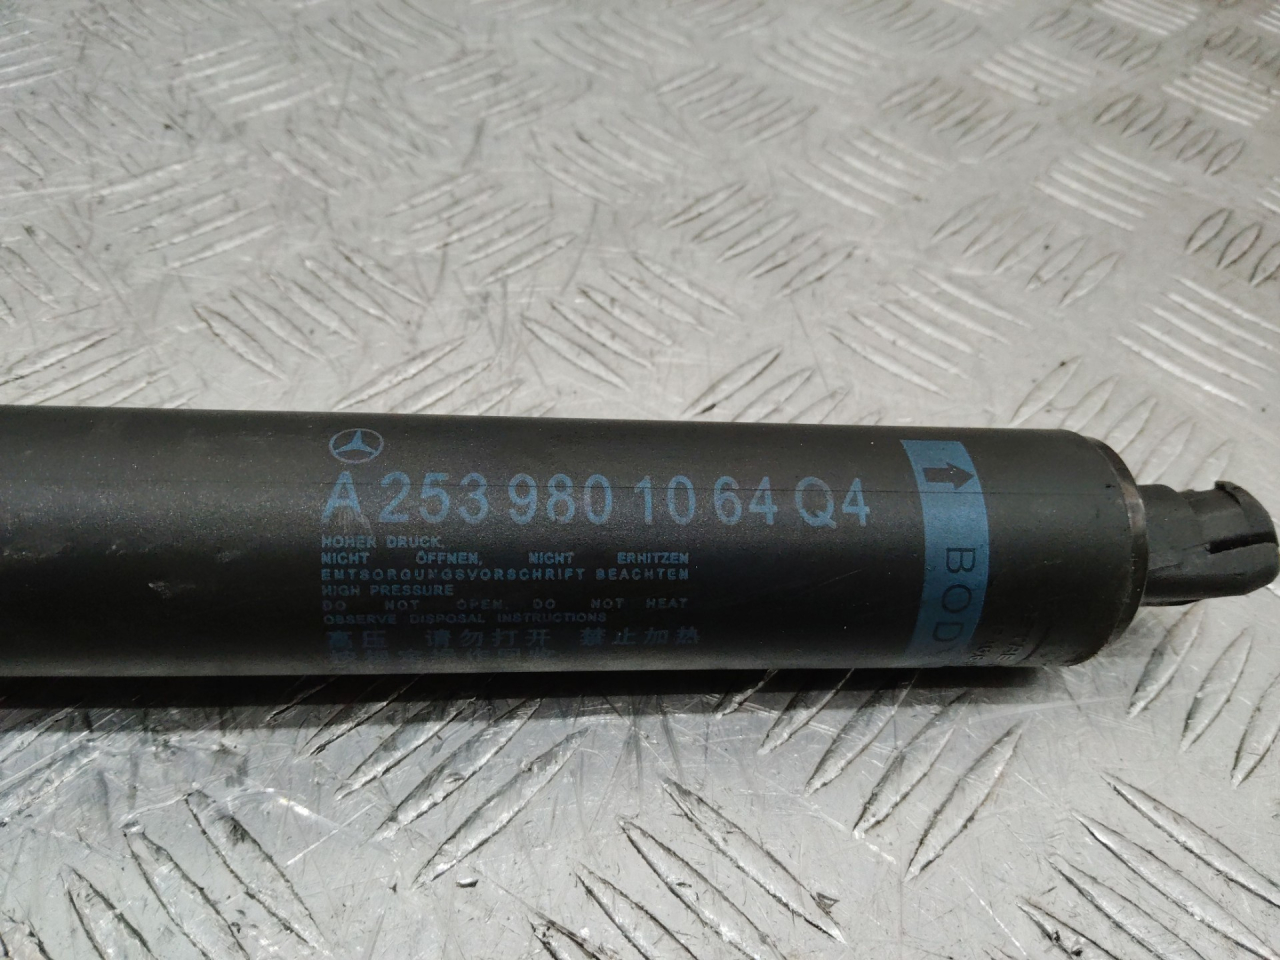 A 253 980 10 64 Q4
HOHER DRUCK,
NICHT ÖFFNEN, NICHT ERHITZEN
ENTSORGUNGSVORSCHRIFT BEACHTEN
HIGH PRESSURE
DO NOT OPEN, DO NOT HEAT
OBSERVE DISPOSAL INSTRUCTIONS
高压 请勿打开 禁止加热
BODY